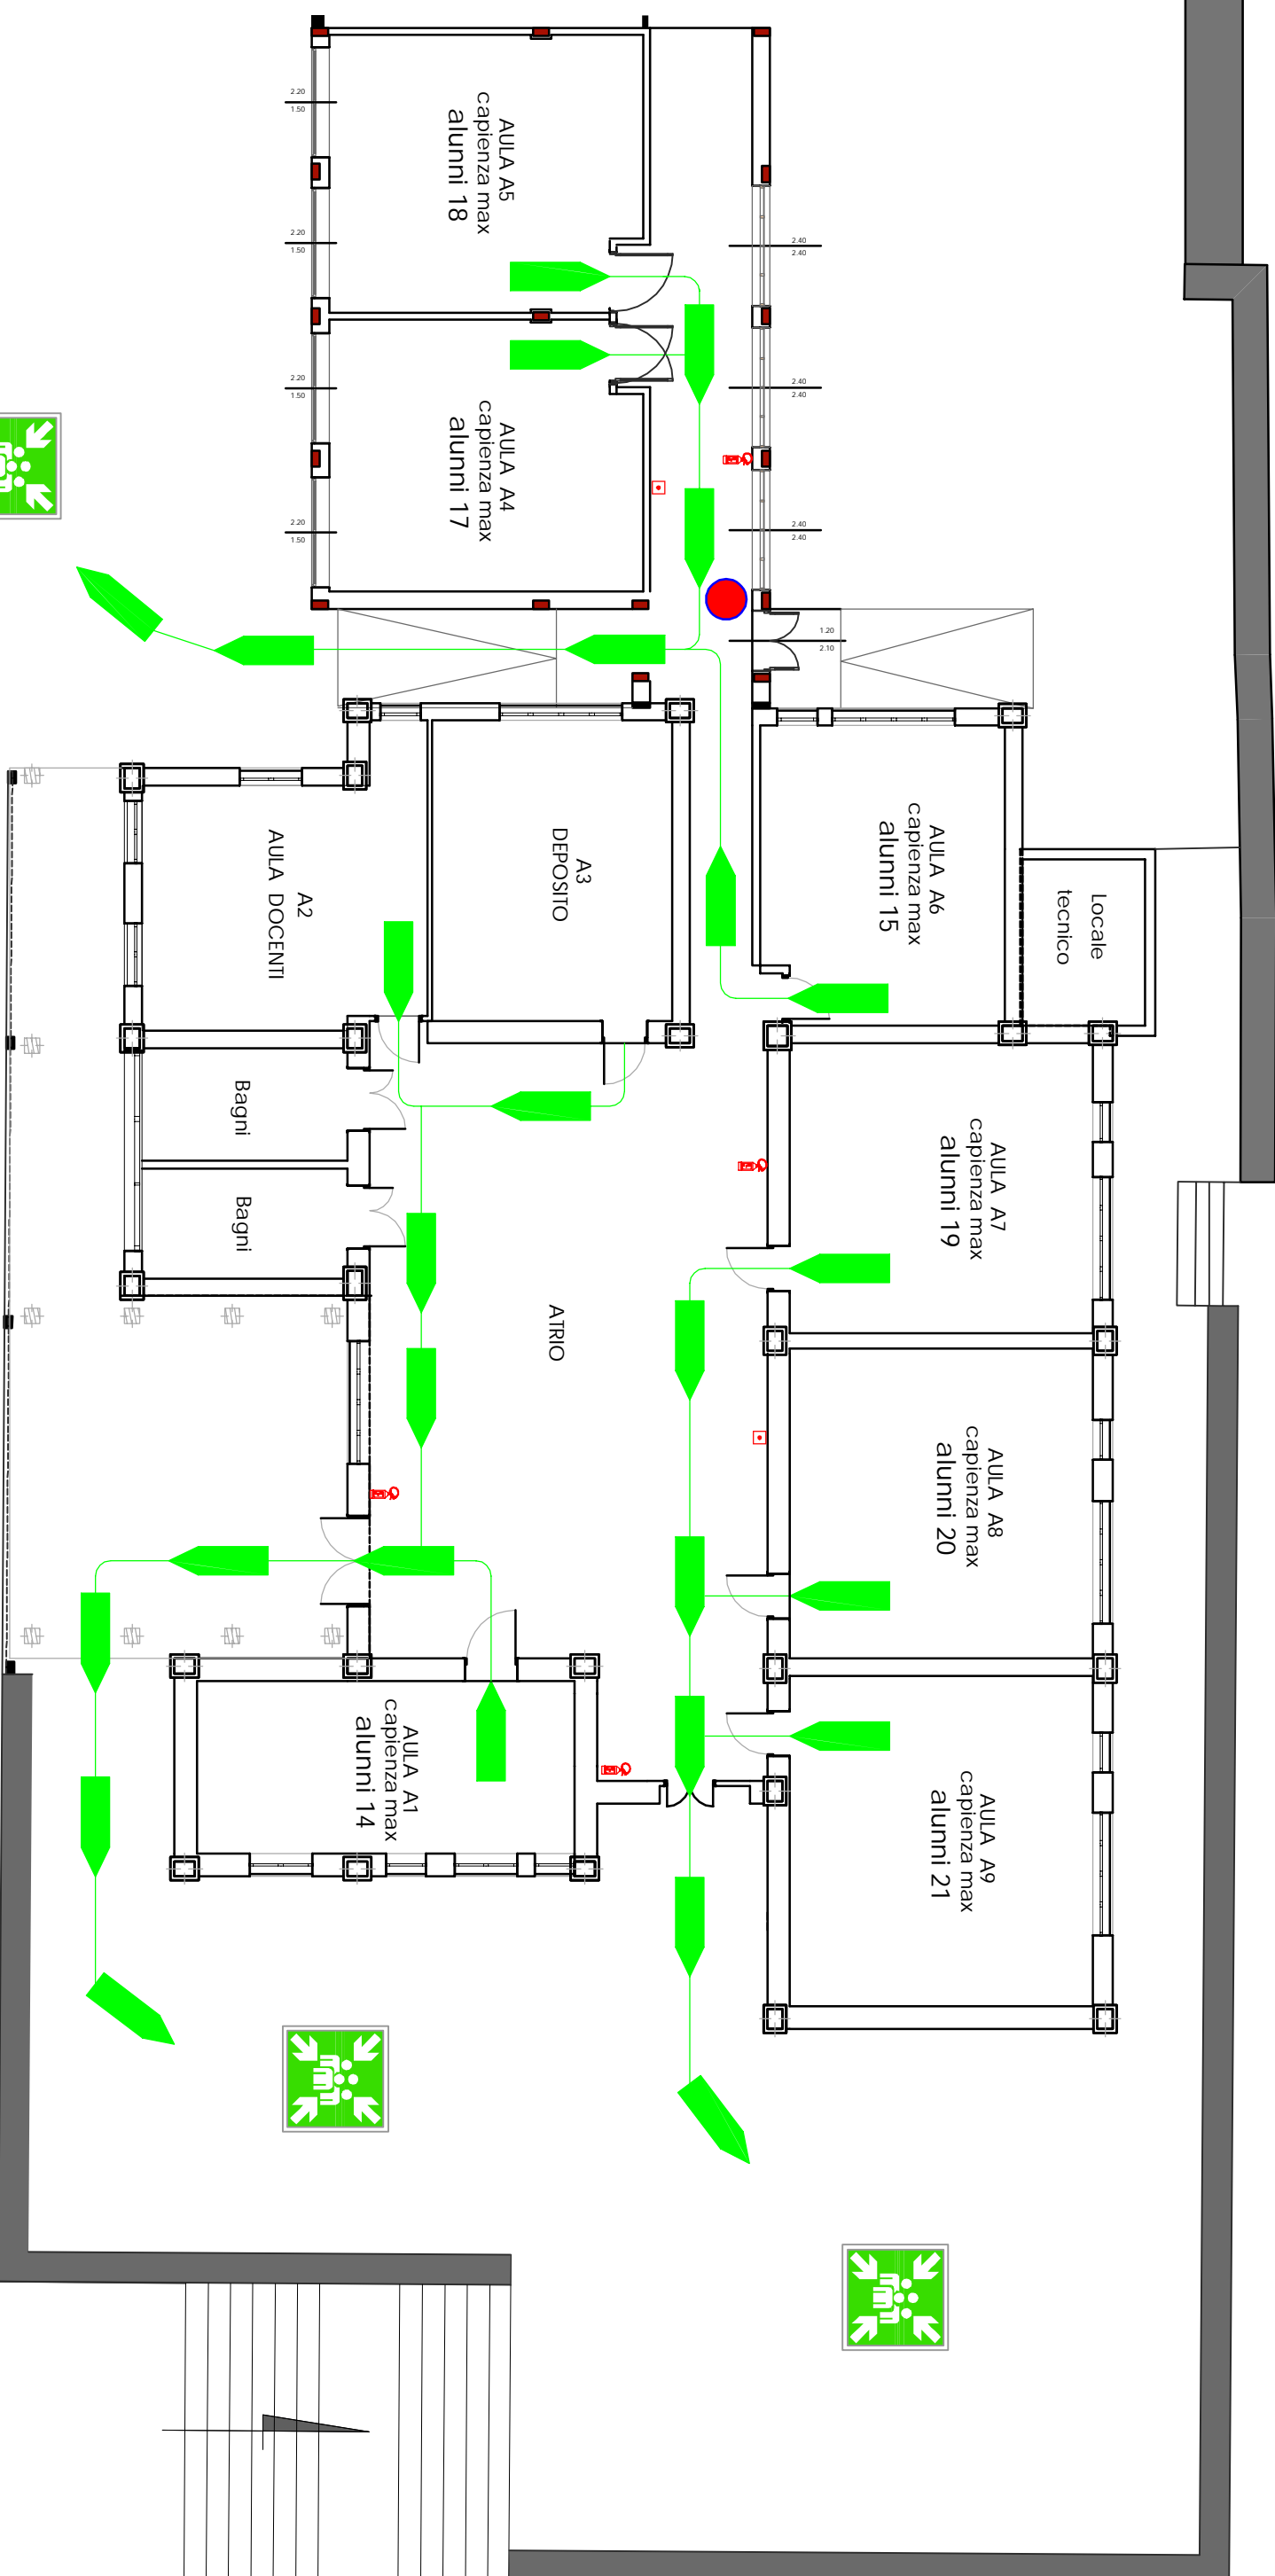 2.20
1.50
AULA A5
capienza max
alunni 18
2.20
1.50
2.40
2.40
2.20
1.50
2.40
2.40
AULA A4
capienza max
alunni 17
2.20
1.50
2.40
2.40
1.20
2.10
AULA A6
capienza max
alunni 15
A3
DEPOSITO
A2
AULA DOCENTI
Locale
tecnico
Bagni
Bagni
AULA A7
capienza max
alunni 19
ATRIO
AULA A8
capienza max
alunni 20
AULA A1
capienza max
alunni 14
AULA A9
capienza max
alunni 21